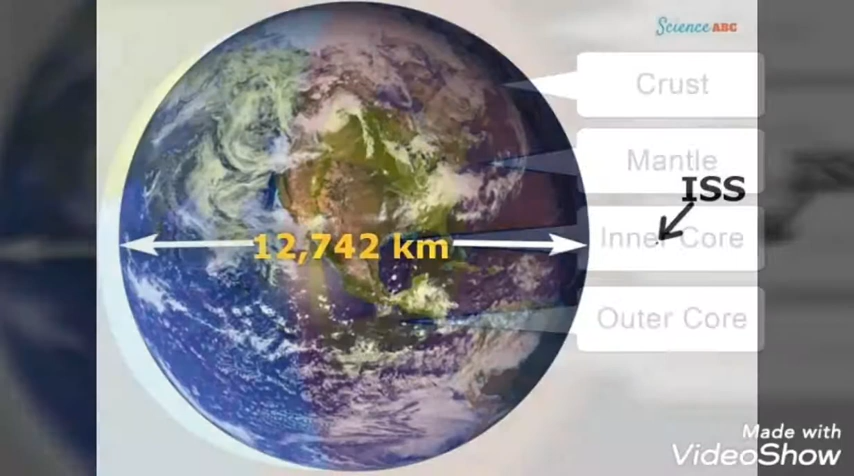 Science ABC
Crust
Mantle
ISS
12,742 km
Inner Core
Outer Core
Made with
VideoShow